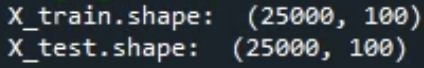 X_train.shape:  (25000, 100)
X_test.shape:  (25000, 100)